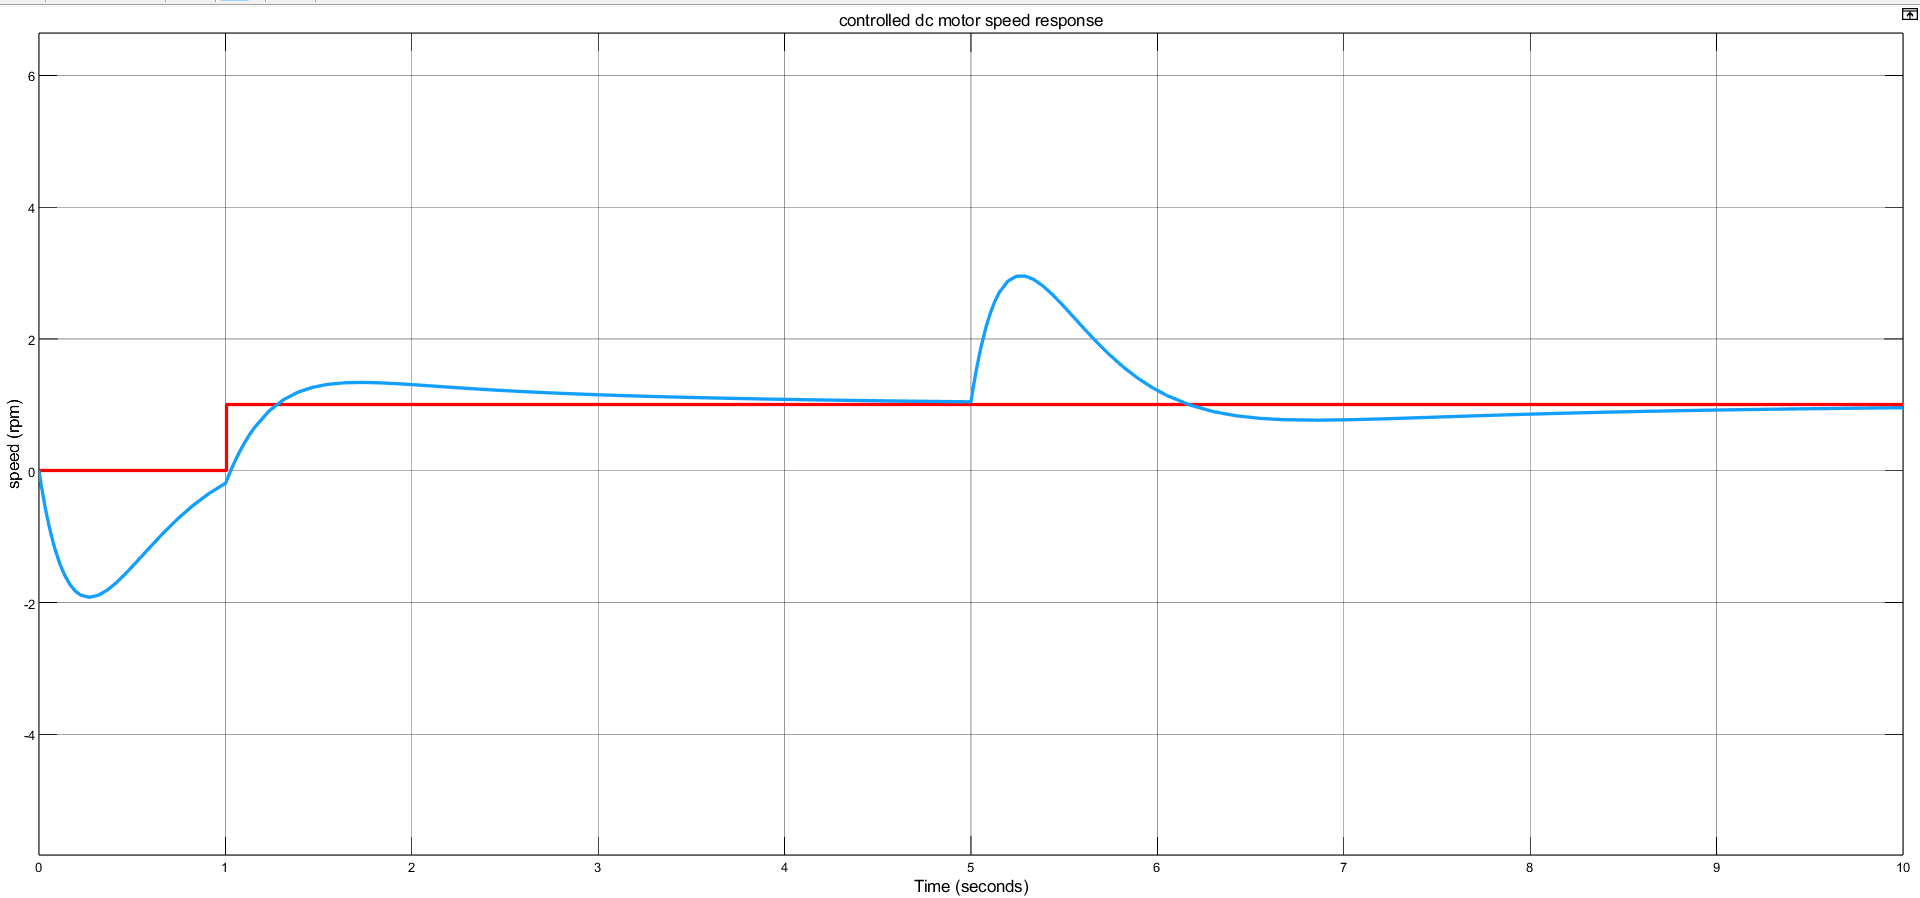 controlled dc motor speed response
6
4
2
0
-2
-4
speed (rpm)
0 1 2 3 4 5 6 7 8 9 10
Time (seconds)